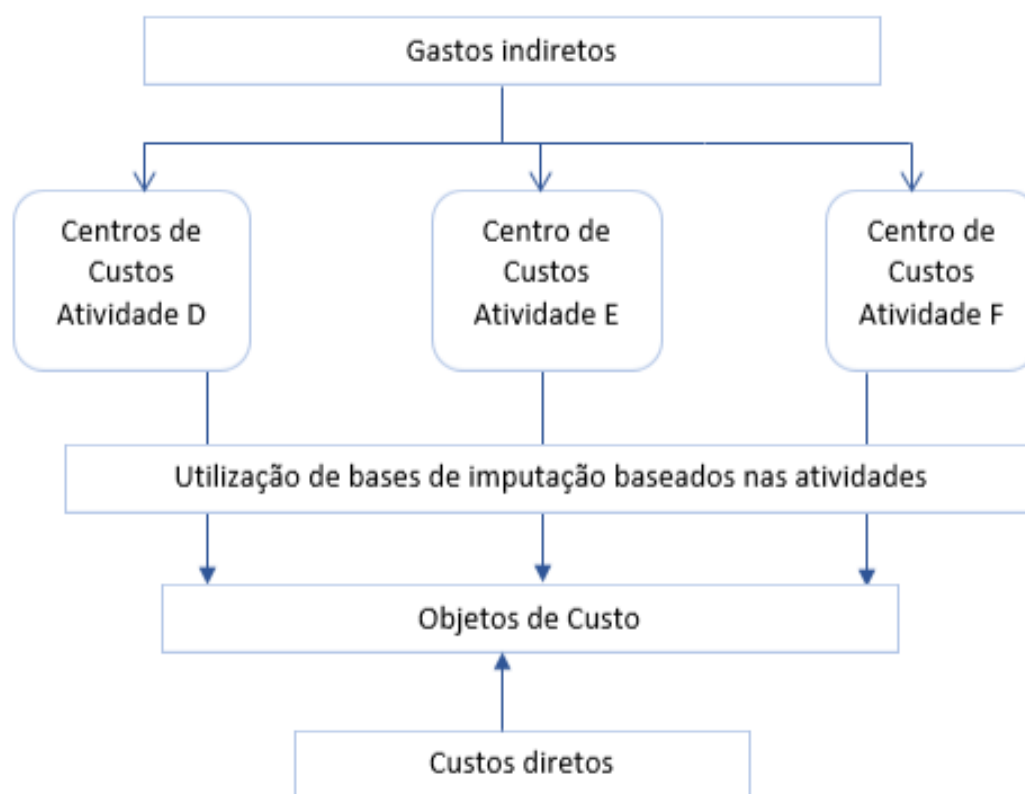 Gastos indiretos
Centros de
Custos
Atividade D
Centro de
Custos
Atividade E
Centro de
Custos
Atividade F
Utilização de bases de imputação baseados nas atividades
Objetos de Custo
Custos diretos